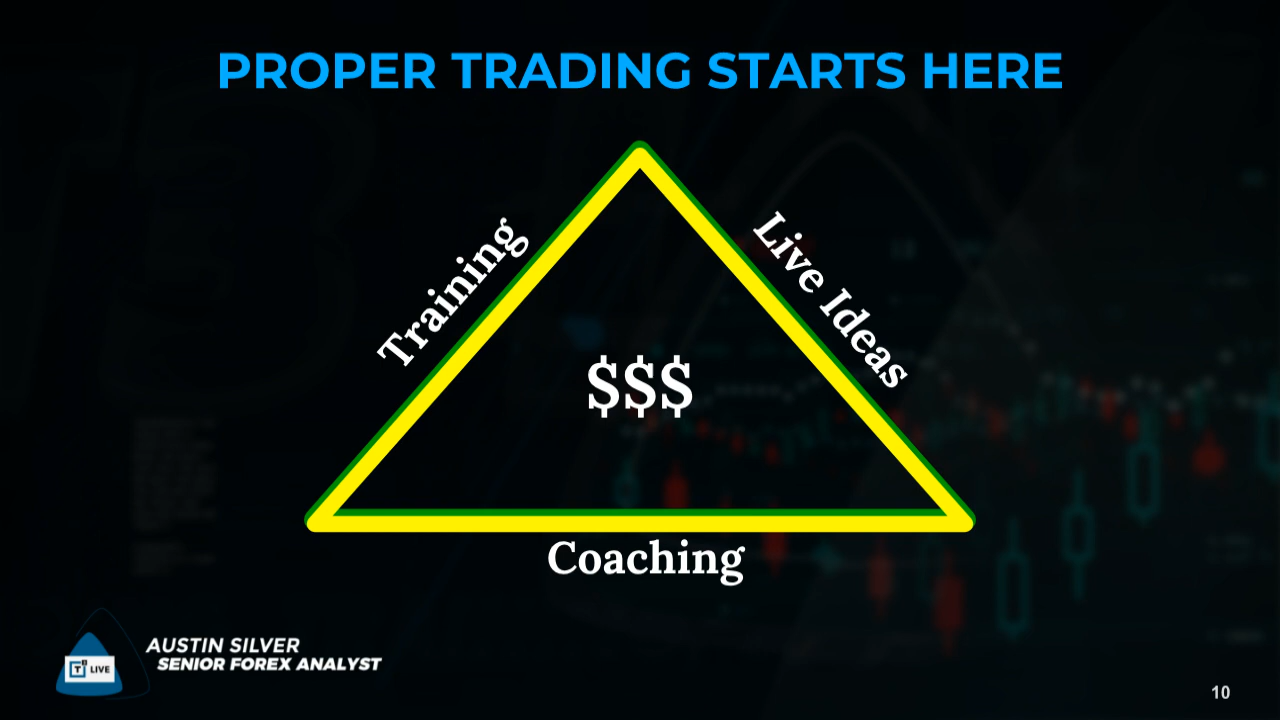 PROPER TRADING STARTS HERE
Training
Live Ideas
$$$
Coaching
AUSTIN SILVER
SENIOR FOREX ANALYST
LIVE
10